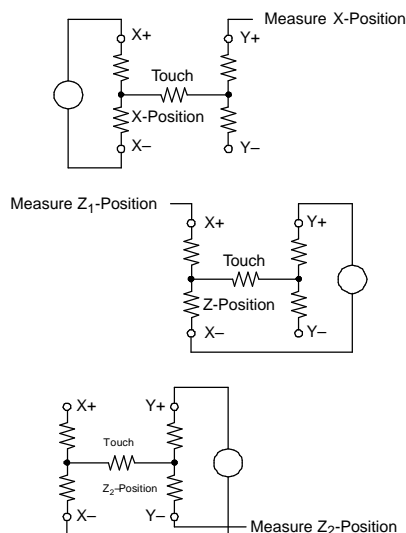 Measure X-Position
X+
Y+
Touch
X-Position
X–
Y–
Measure Z1-Position
X+
Y+
Touch
Z-Position
X–
Y–
X+
Y+
Touch
Z2–Position
X–
Y–
Measure Z2-Position